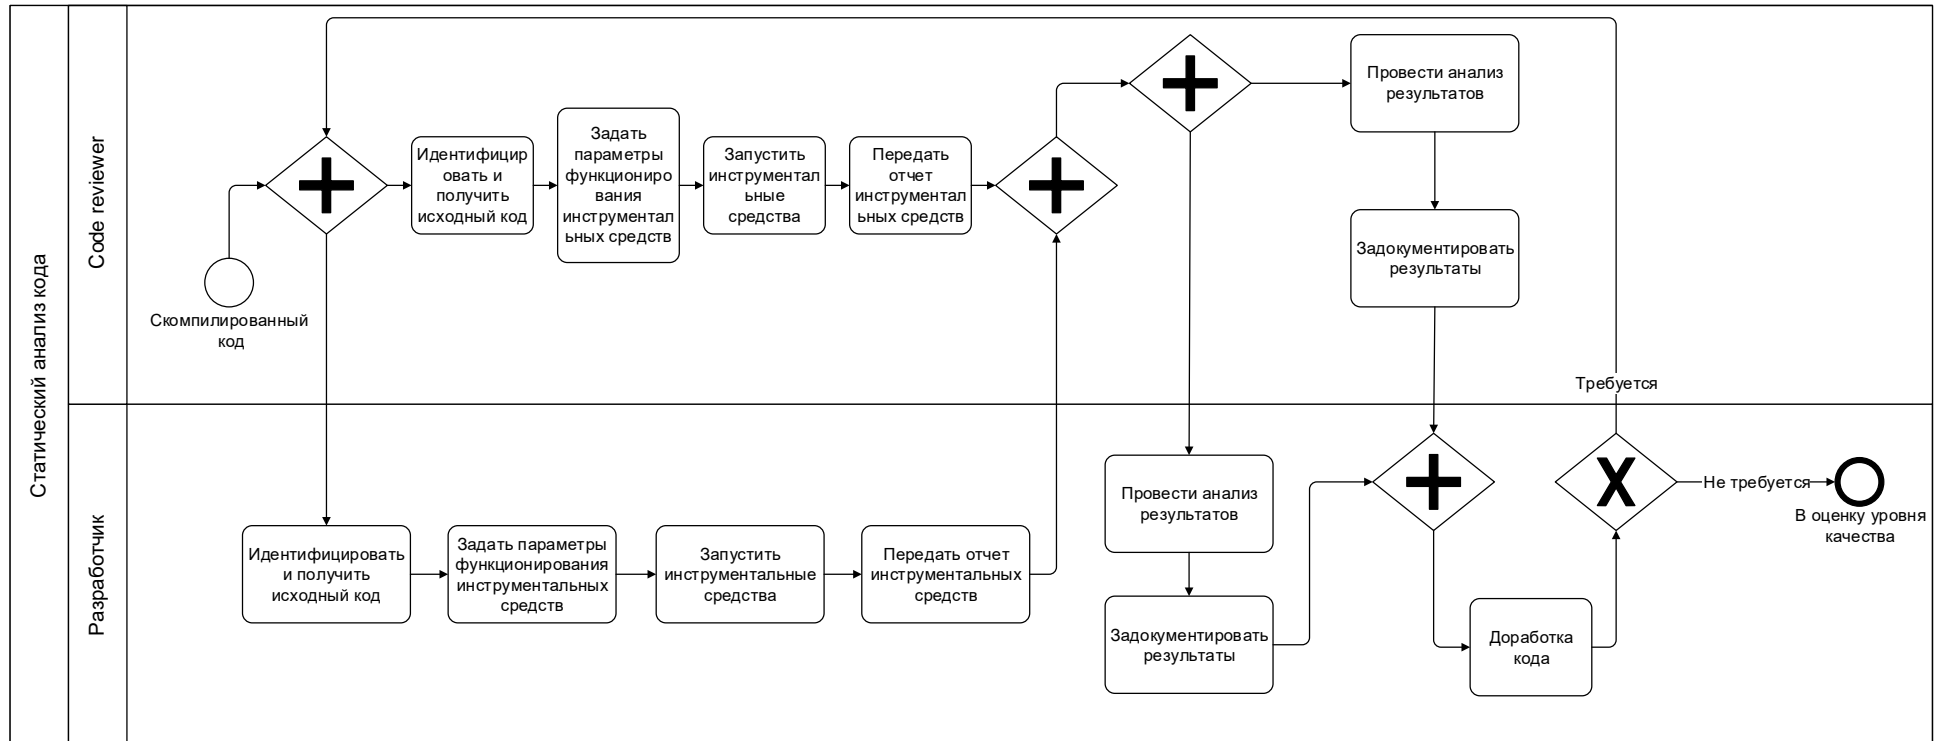 Статический анализ кода
Code reviewer
Скомпилированный
код
Идентифицир
овать и
получить
исходный код
Задать
параметры
функциониро
вания
инструментал
ьных средств
Запустить
инструментал
ьные
средства
Передать
отчет
инструментал
ьных средств
Провести анализ
результатов
Задокументировать
результаты
Требуется
Разработчик
Идентифицировать
и получить
исходный код
Задать параметры
функционирования
инструментальных
средств
Запустить
инструментальные
средства
Передать отчет
инструментальных
средств
Провести анализ
результатов
Задокументировать
результаты
Доработка
кода
X
Не требуется
В оценку уровня
качества